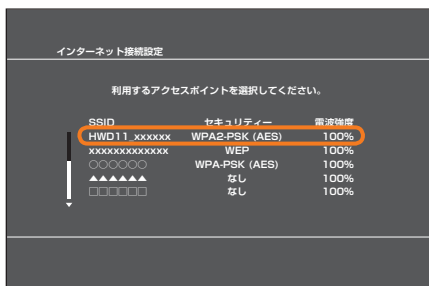 インターネット接続設定
利用するアクセスポイントを選択してください。
SSID セキュリティー 電波強度
HWD11_xxxxxx WPA2-PSK (AES) 100%
xxxxxxxxxxxxx WEP 100%
○○○○○○ WPA-PSK (AES) 100%
▲▲▲▲▲▲ なし 100%
□□□□□□ なし 100%